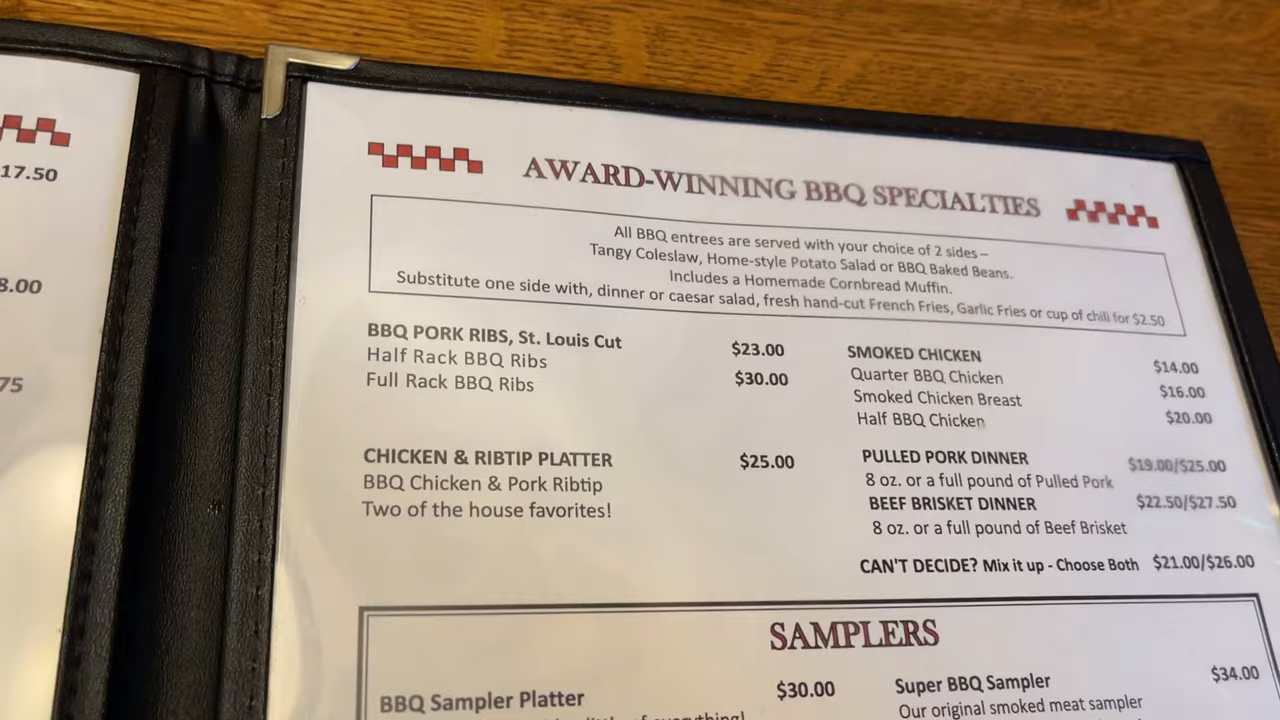 17.50
8.00
75
AWARD-WINNING BBQ SPECIALTIES
All BBQ entrees are served with your choice of 2 sides –
Tangy Coleslaw, Home-style Potato Salad or BBQ Baked Beans.
Includes a Homemade Cornbread Muffin.
Substitute one side with, dinner or caesar salad, fresh hand-cut French Fries, Garlic Fries or cup of chili for $2.50
BBQ PORK RIBS, St. Louis Cut
Half Rack BBQ Ribs $23.00
Full Rack BBQ Ribs $30.00
CHICKEN & RIBTIP PLATTER $25.00
BBQ Chicken & Pork Ribtip
Two of the house favorites!
SMOKED CHICKEN
Quarter BBQ Chicken $14.00
Smoked Chicken Breast $16.00
Half BBQ Chicken $20.00
PULLED PORK DINNER $19.00/$25.00
8 oz. or a full pound of Pulled Pork
BEEF BRISKET DINNER $22.50/$27.50
8 oz. or a full pound of Beef Brisket
CAN'T DECIDE? Mix it up - Choose Both $21.00/$26.00
SAMPLERS
BBQ Sampler Platter $30.00
of everything!
Super BBQ Sampler $34.00
Our original smoked meat sampler